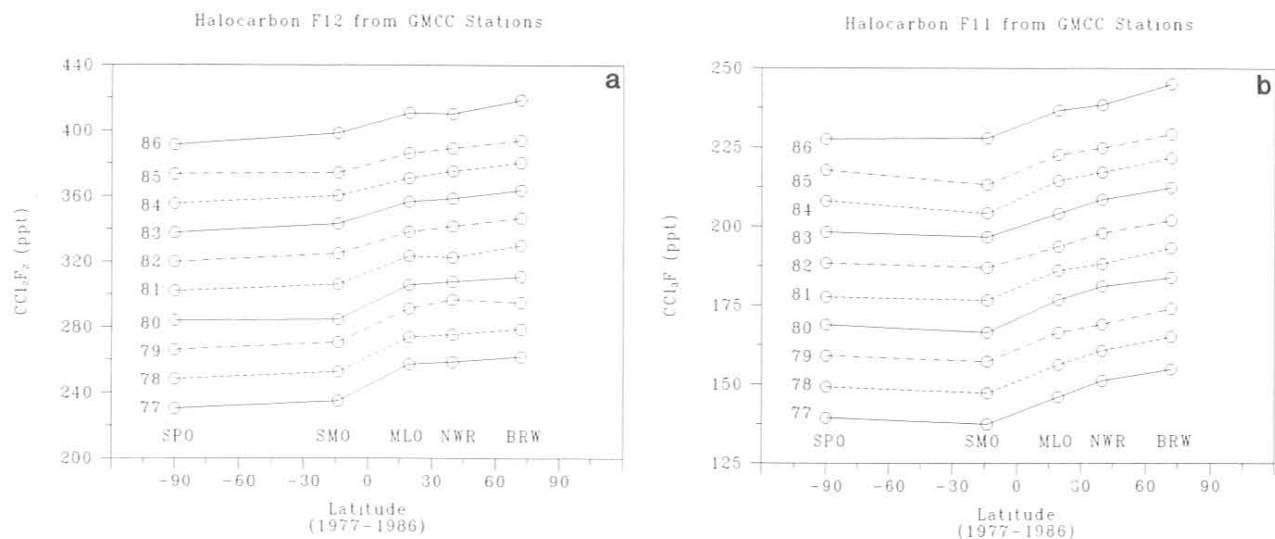 Halocarbon F12 from GMCC Stations
a
CCl₂F₂ (ppt)
440
400
360
320
280
240
200
86
85
84
83
82
81
80
79
78
77
SPO SMO MLO NWR BRW
-90 -60 -30 0 30 60 90
Latitude
(1977-1986)
Halocarbon F11 from GMCC Stations
b
CCl₃F (ppt)
250
225
200
175
150
125
86
85
84
83
82
81
80
79
78
77
SPO SMO MLO NWR BRW
-90 -60 -30 0 30 60 90
Latitude
(1977-1986)